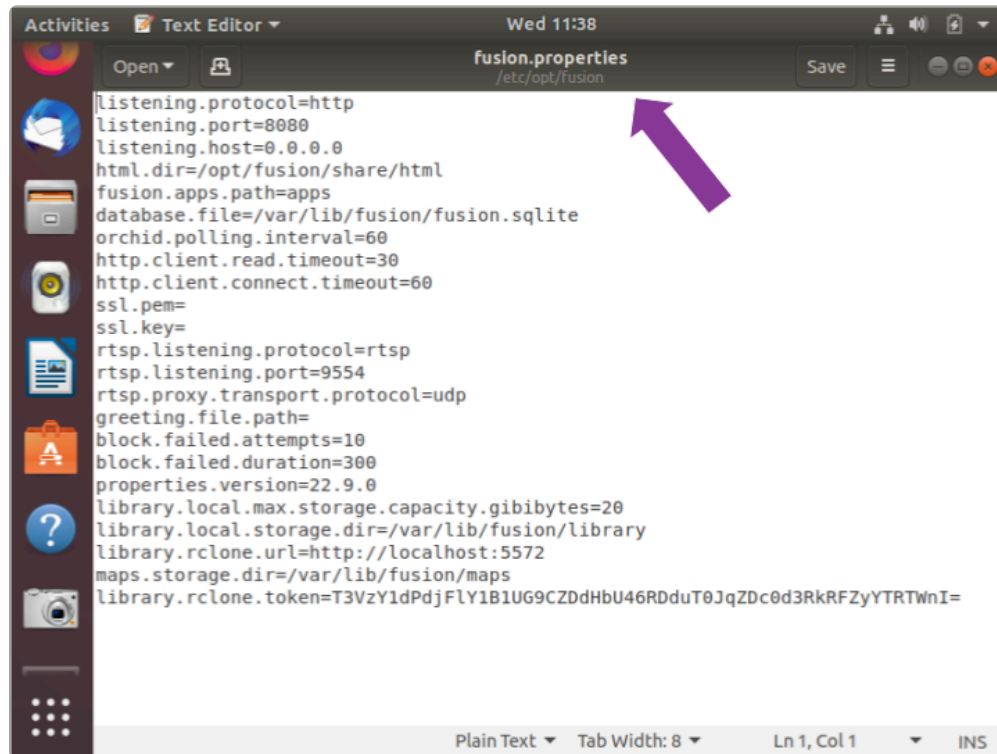 Activities Text Editor Wed 11:38
Open fusion.properties Save
/etc/opt/fusion
listening.protocol=http
listening.port=8080
listening.host=0.0.0.0
html.dir=/opt/fusion/share/html
fusion.apps.path=apps
database.file=/var/lib/fusion/fusion.sqlite
orchid.polling.interval=60
http.client.read.timeout=30
http.client.connect.timeout=60
ssl.pem=
ssl.key=
rtsp.listening.protocol=rtsp
rtsp.listening.port=9554
rtsp.proxy.transport.protocol=udp
greeting.file.path=
block.failed.attempts=10
block.failed.duration=300
properties.version=22.9.0
library.local.max.storage.capacity.gibibytes=20
library.local.storage.dir=/var/lib/fusion/library
library.rclone.url=http://localhost:5572
maps.storage.dir=/var/lib/fusion/maps
library.rclone.token=T3VzY1dPdjFlY1B1UG9CZDdHbU46RDduT0JqZDc0d3RkRFZyYTRTWnI=
Plain Text Tab Width: 8 Ln 1, Col 1 INS